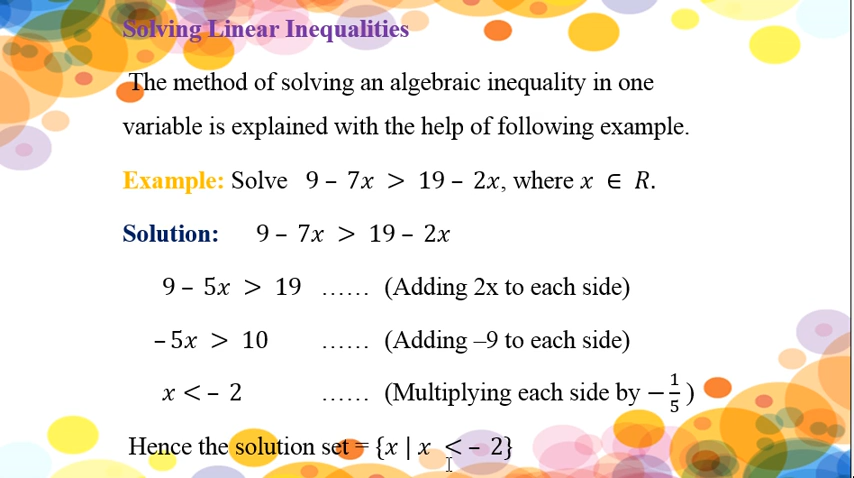 Solving Linear Inequalities
The method of solving an algebraic inequality in one
variable is explained with the help of following example.
Example: Solve 9 – 7x > 19 – 2x, where x ∈ R.
Solution: 9 – 7x > 19 – 2x
9 – 5x > 19 ...... (Adding 2x to each side)
– 5x > 10 ...... (Adding –9 to each side)
x < – 2 ...... (Multiplying each side by −1/5)
Hence the solution set = {x | x < – 2}